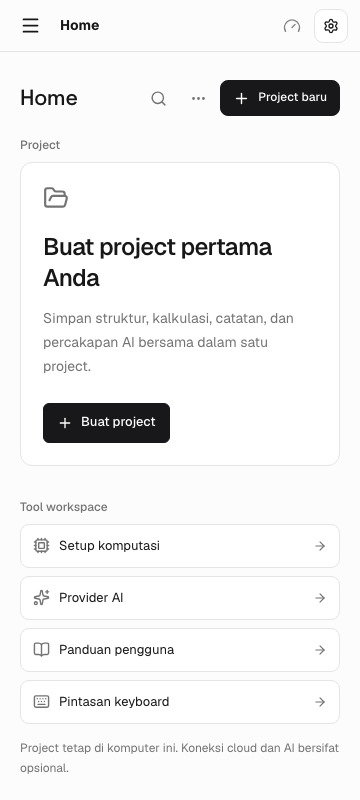 Home
Home
Project baru
Project
Buat project pertama
Anda
Simpan struktur, kalkulasi, catatan, dan
percakapan AI bersama dalam satu
project.
Buat project
Tool workspace
Setup komputasi
Provider AI
Panduan pengguna
Pintasan keyboard
Project tetap di komputer ini. Koneksi cloud dan AI bersifat
opsional.